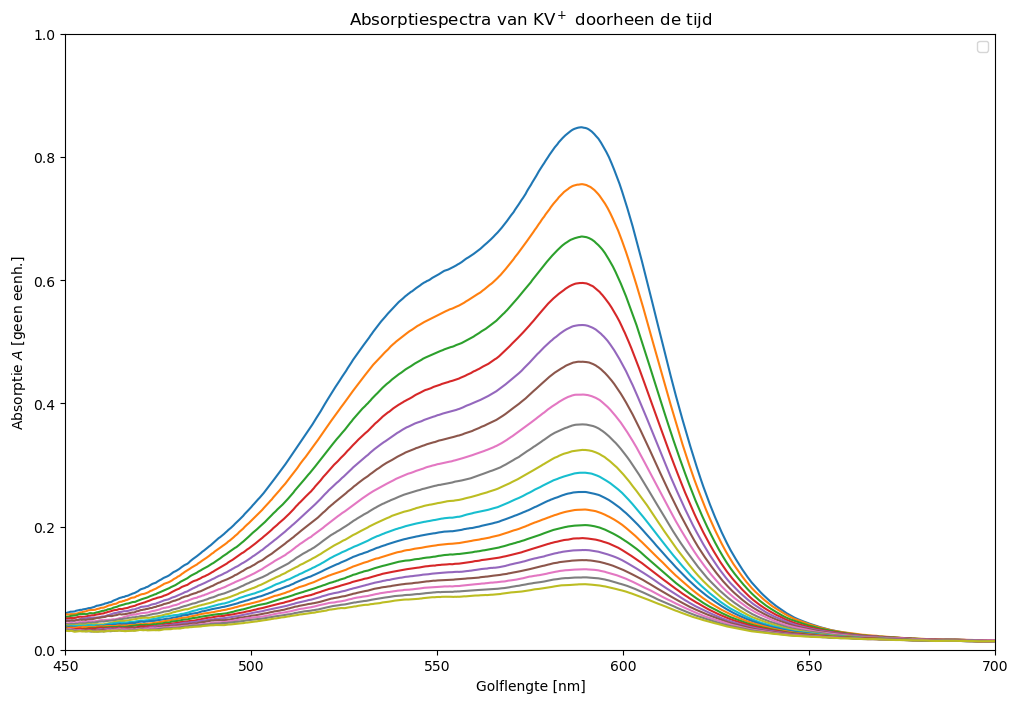 Absorptiespectra van KV⁺ doorheen de tijd
1.0
0.8
0.6
0.4
0.2
0.0
Absorptie A [geen eenh.]
450 500 550 600 650 700
Golflengte [nm]